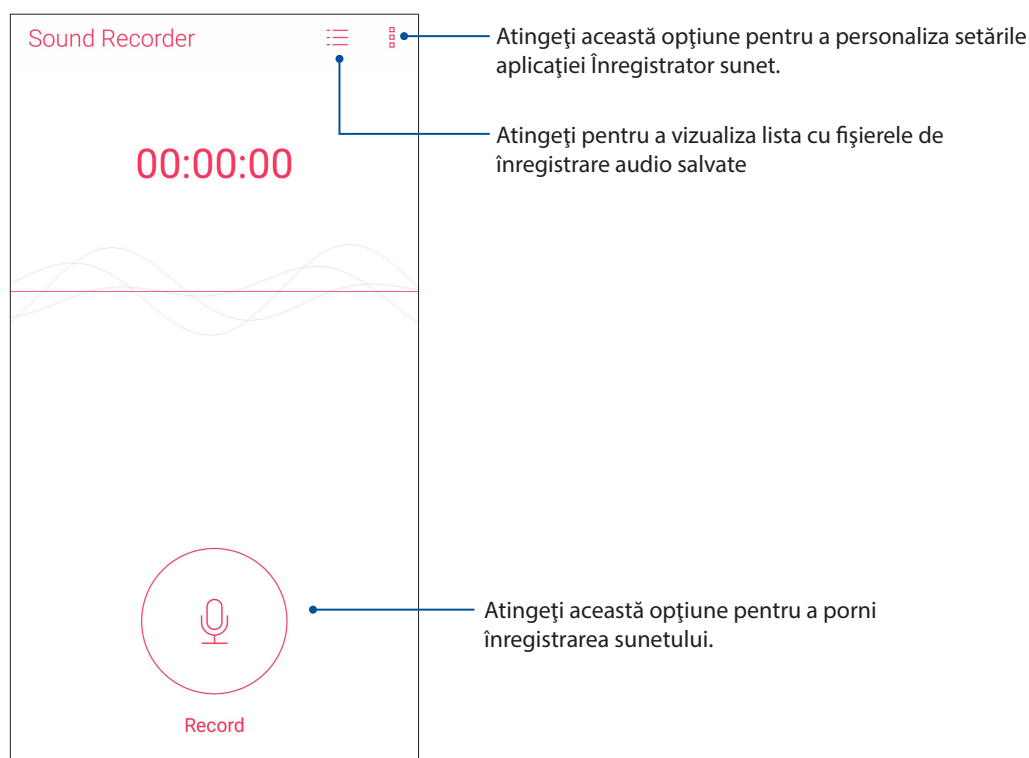 Sound Recorder
Atingeţi această opţiune pentru a personaliza setările
aplicaţiei Înregistrator sunet.
Atingeţi pentru a vizualiza lista cu fişierele de
înregistrare audio salvate
00:00:00
Atingeţi această opţiune pentru a porni
înregistrarea sunetului.
Record